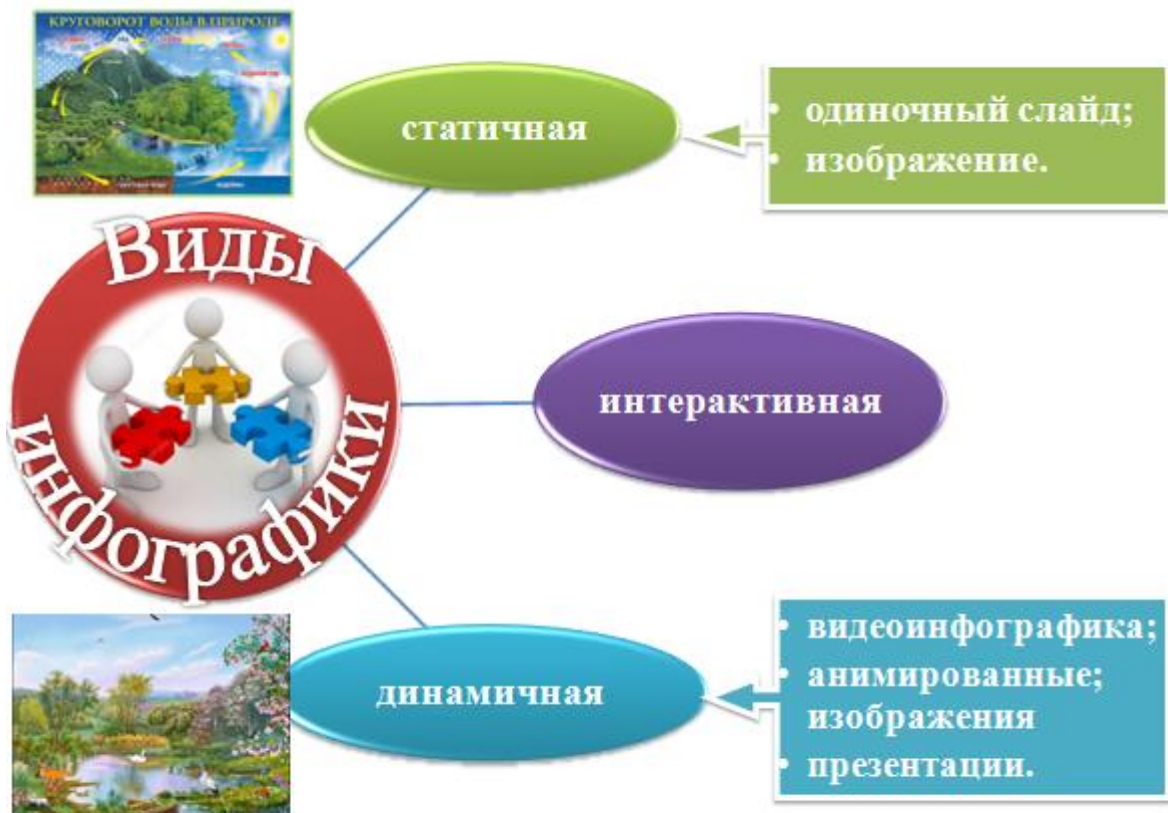 КРУГОВОРОТ ВОДЫ В ПРИРОДЕ
статичная
• одиночный слайд;
• изображение.
Виды
инфографики
интерактивная
динамичная
• видеоинфографика;
• анимированные;
изображения
• презентации.